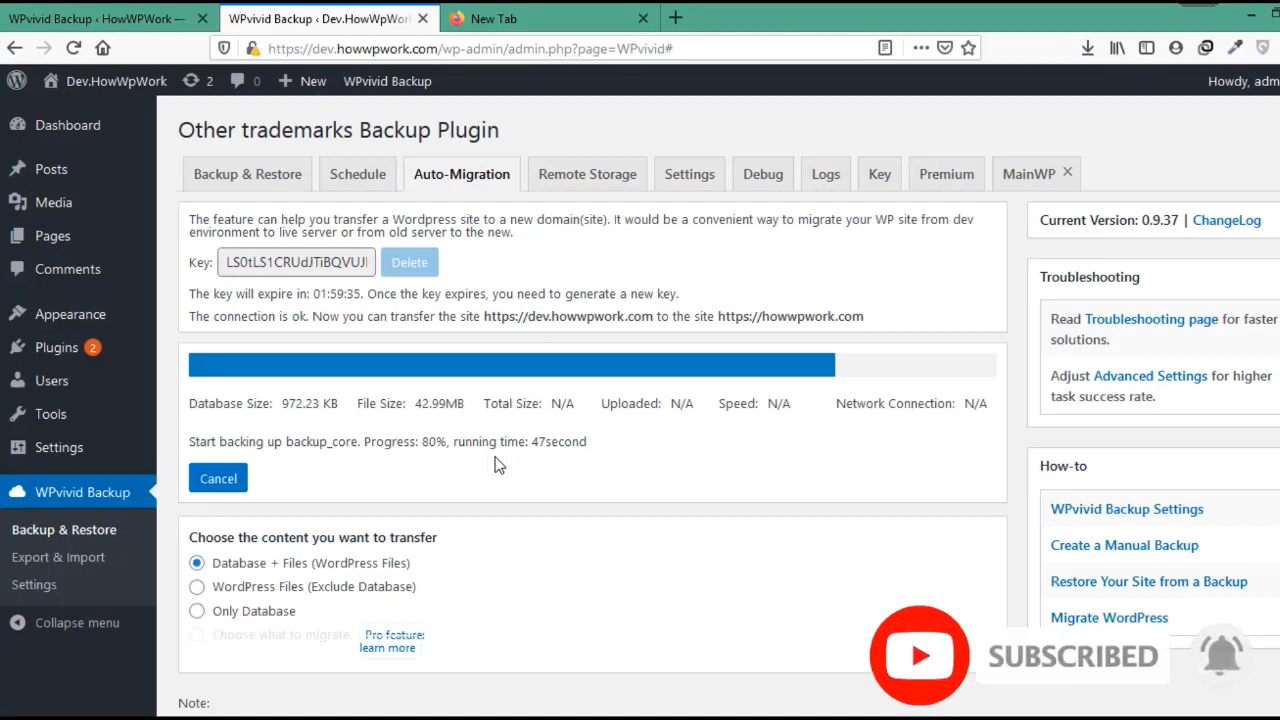 WPvivid Backup ‹ HowWPWork —
WPvivid Backup ‹ Dev.HowWpWork
New Tab
https://dev.howwpwork.com/wp-admin/admin.php?page=WPvivid#
Dev.HowWpWork
2
0
New
WPvivid Backup
Howdy, adm
Dashboard
Posts
Media
Pages
Comments
Appearance
Plugins 2
Users
Tools
Settings
WPvivid Backup
Backup & Restore
Export & Import
Settings
Collapse menu
Other trademarks Backup Plugin
Backup & Restore
Schedule
Auto-Migration
Remote Storage
Settings
Debug
Logs
Key
Premium
MainWP
The feature can help you transfer a Wordpress site to a new domain(site). It would be a convenient way to migrate your WP site from dev
environment to live server or from old server to the new.
Key: LS0tLS1CRUdJTiBQVUJ Delete
The key will expire in: 01:59:35. Once the key expires, you need to generate a new key.
The connection is ok. Now you can transfer the site https://dev.howwpwork.com to the site https://howwpwork.com
Database Size: 972.23 KB File Size: 42.99MB Total Size: N/A Uploaded: N/A Speed: N/A Network Connection: N/A
Start backing up backup_core. Progress: 80%, running time: 47second
Cancel
Choose the content you want to transfer
Database + Files (WordPress Files)
WordPress Files (Exclude Database)
Only Database
Choose what to migrate Pro feature:
learn more
Note:
Current Version: 0.9.37 | ChangeLog
Troubleshooting
Read Troubleshooting page for faster
solutions.
Adjust Advanced Settings for higher
task success rate.
How-to
WPvivid Backup Settings
Create a Manual Backup
Restore Your Site from a Backup
Migrate WordPress
SUBSCRIBED